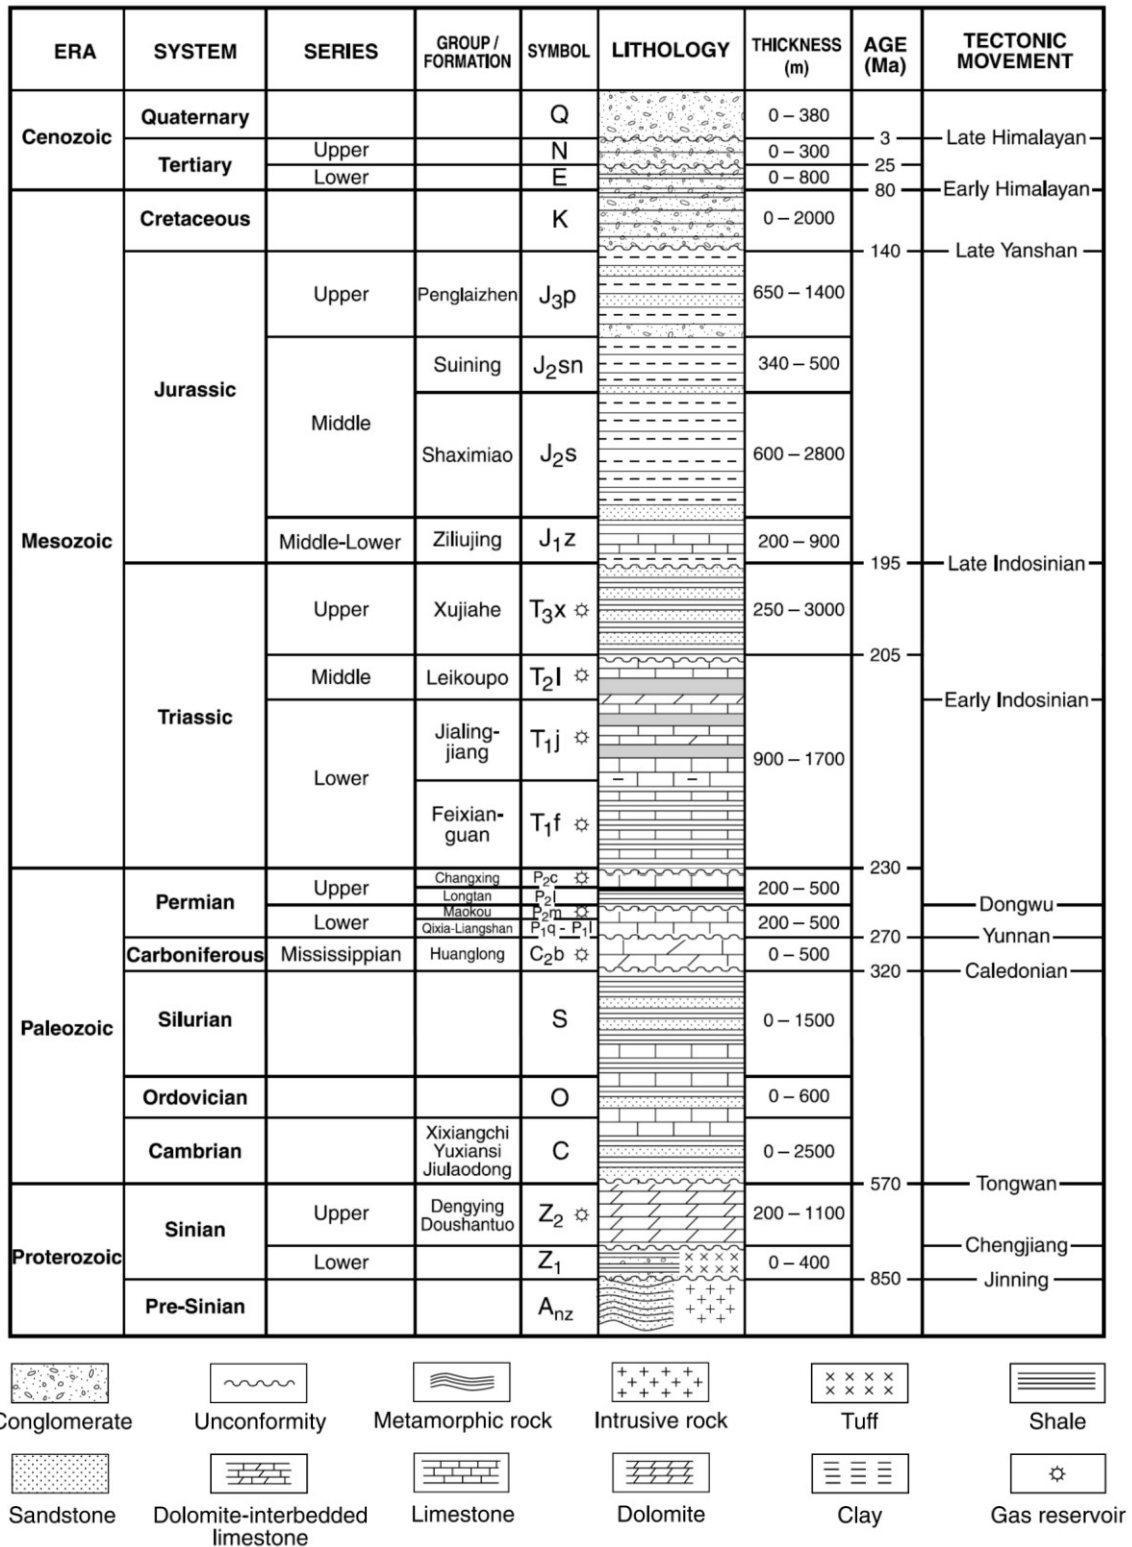 ERA SYSTEM SERIES GROUP / FORMATION SYMBOL LITHOLOGY THICKNESS (m) AGE (Ma) TECTONIC MOVEMENT
Cenozoic
Quaternary Q 0 – 380
3 Late Himalayan
Tertiary
Upper N 0 – 300
25
Lower E 0 – 800
80 Early Himalayan
Mesozoic
Cretaceous K 0 – 2000
140 Late Yanshan
Jurassic
Upper Penglaizhen J3p 650 – 1400
Middle
Suining J2sn 340 – 500
Shaximiao J2s 600 – 2800
Middle-Lower Ziliujing J1z 200 – 900
195 Late Indosinian
Triassic
Upper Xujiahe T3x 250 – 3000
205
Middle Leikoupo T2l
Early Indosinian
Lower
Jialing-
jiang T1j
900 – 1700
Feixian-
guan T1f
230
Paleozoic
Permian
Upper 200 – 500
Changxing P2c
Longtan P2l
Dongwu
Lower 200 – 500
Maokou P2m
Qixia-Liangshan P1q - P1l
270 Yunnan
Carboniferous Mississippian Huanglong C2b 0 – 500
320 Caledonian
Silurian S 0 – 1500
Ordovician O 0 – 600
Cambrian C 0 – 2500
Xixiangchi
Yuxiansi
Jiulaodong
570 Tongwan
Proterozoic
Sinian
Upper Z2 200 – 1100
Dengying
Doushantuo
Chengjiang
Lower Z1 0 – 400
850 Jinning
Pre-Sinian Anz
Conglomerate Unconformity Metamorphic rock Intrusive rock Tuff Shale
Sandstone Dolomite-interbedded Limestone Dolomite Clay Gas reservoir
limestone